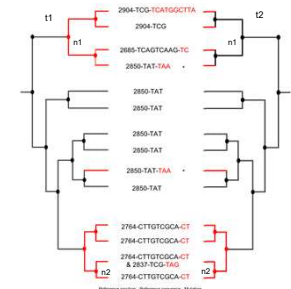 t1
t2
2904-TCG-TCATGGCTTA
2904-TCG
n1
n1
2685-TCAGTCAAG-TC
2850-TAT-TAA
2850-TAT
2850-TAT
2850-TAT
2850-TAT
2850-TAT-TAA
2850-TAT
2764-CTTGTCGCA-CT
2764-CTTGTCGCA-CT
2764-CTTGTCGCA-CT
& 2837-TCG-TAG
n2
n2
2764-CTTGTCGCA-CT